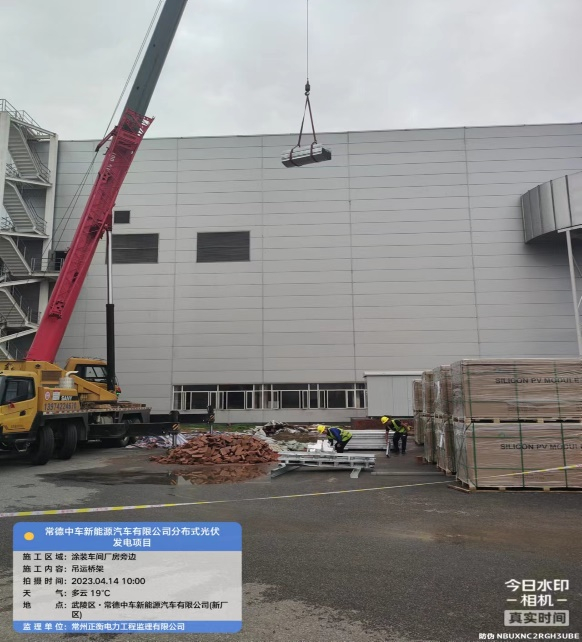 SILICON PV MODUL
SILICON P
常德中车新能源汽车有限公司分布式光伏
发电项目
施工区域：涂装车间厂房旁边
施工内容：吊运桥架
拍摄时间：2023.04.14 10:00
天 气：多云 19℃
地 点：武陵区·常德中车新能源汽车有限公司(新厂
区)
监理单位：常州正衡电力工程监理有限公司
今日水印
-相机-
真实时间
防伪 NBUXNC2RGH3UBE